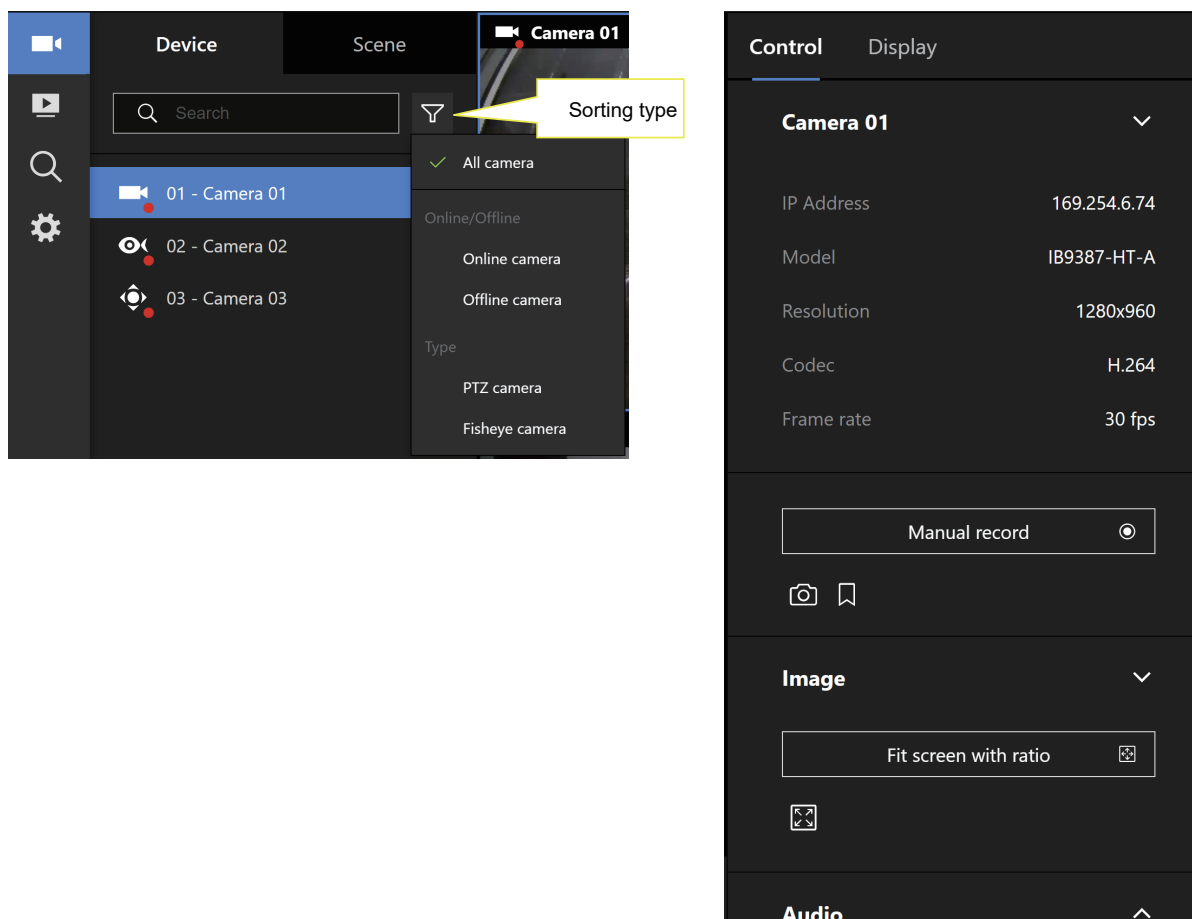 Device
Scene
Camera 01
Search
Sorting type
All camera
01 - Camera 01
Online/Offline
02 - Camera 02
Online camera
03 - Camera 03
Offline camera
Type
PTZ camera
Fisheye camera
Control
Display
Camera 01
IP Address 169.254.6.74
Model IB9387-HT-A
Resolution 1280x960
Codec H.264
Frame rate 30 fps
Manual record
Image
Fit screen with ratio
Audio